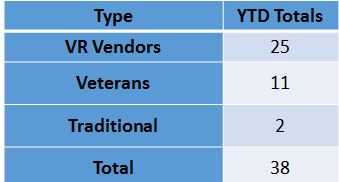 Type YTD Totals
VR Vendors 25
Veterans 11
Traditional 2
Total 38